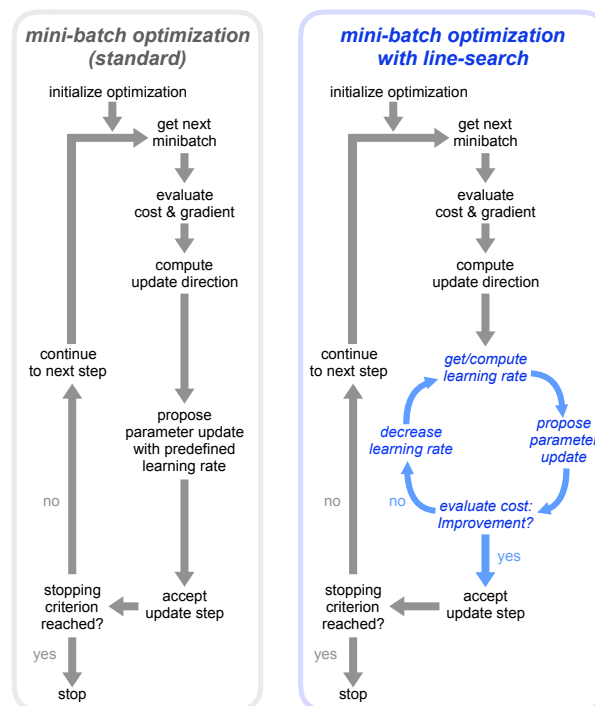 mini-batch optimization
(standard)
initialize optimization
get next
minibatch
evaluate
cost & gradient
compute
update direction
continue
to next step
propose
parameter update
with predefined
learning rate
no
stopping
criterion
reached?
accept
update step
yes
stop
mini-batch optimization
with line-search
initialize optimization
get next
minibatch
evaluate
cost & gradient
compute
update direction
continue
to next step
get/compute
learning rate
decrease
learning rate
propose
parameter
update
no
no
evaluate cost:
Improvement?
yes
stopping
criterion
reached?
accept
update step
yes
stop